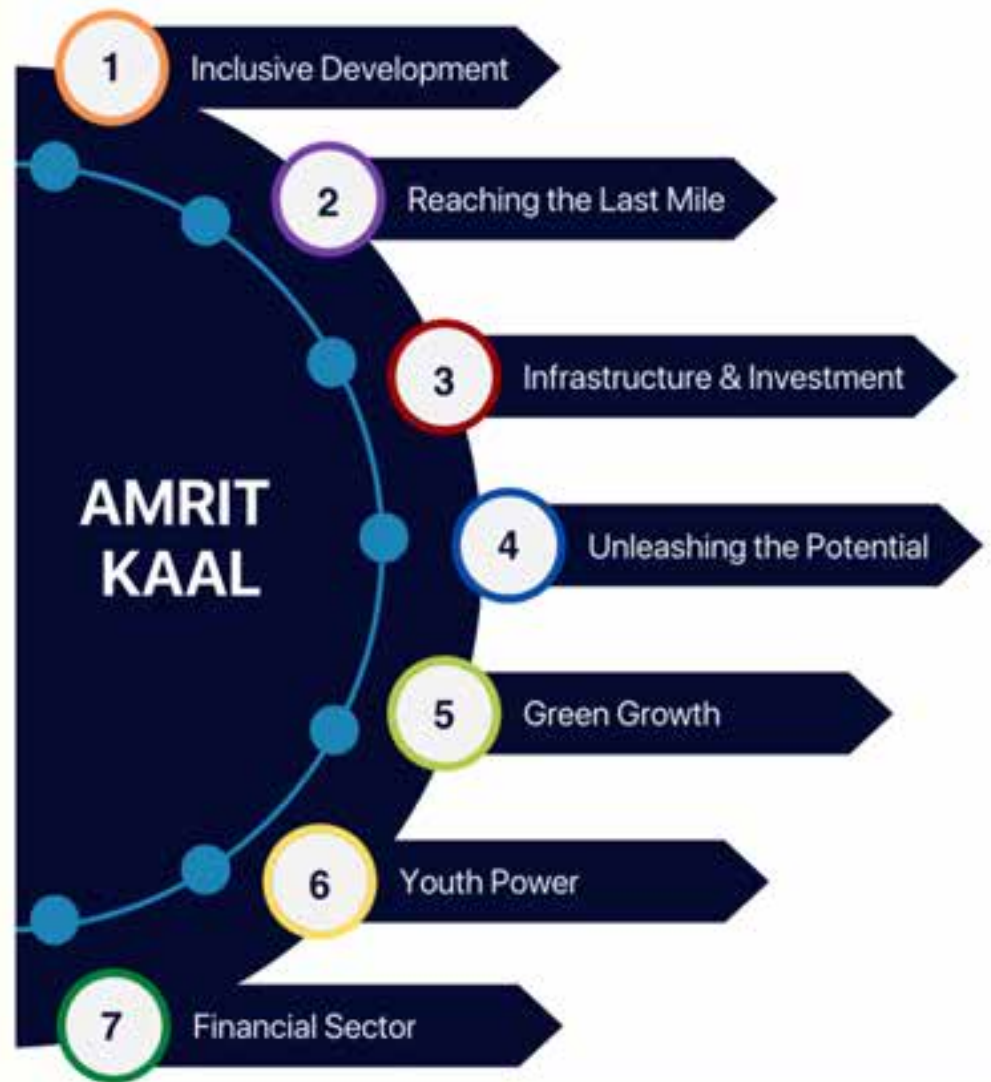 1 Inclusive Development
2 Reaching the Last Mile
3 Infrastructure & Investment
AMRIT
KAAL
4 Unleashing the Potential
5 Green Growth
6 Youth Power
7 Financial Sector